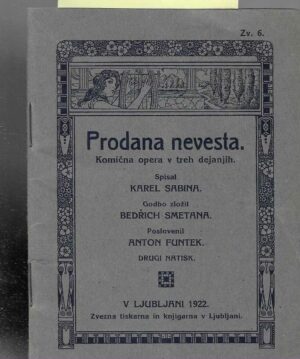 Zv. 6.
Prodana nevesta.
Komična opera v treh dejanjih.
Spisal
KAREL SABINA.
Godbo zložil
BEDŘICH SMETANA.
Poslovenil
ANTON FUNTEK.
DRUGI NATISK.
V LJUBLJANI 1922.
Zvezna tiskarna in knjigarna v Ljubljani.